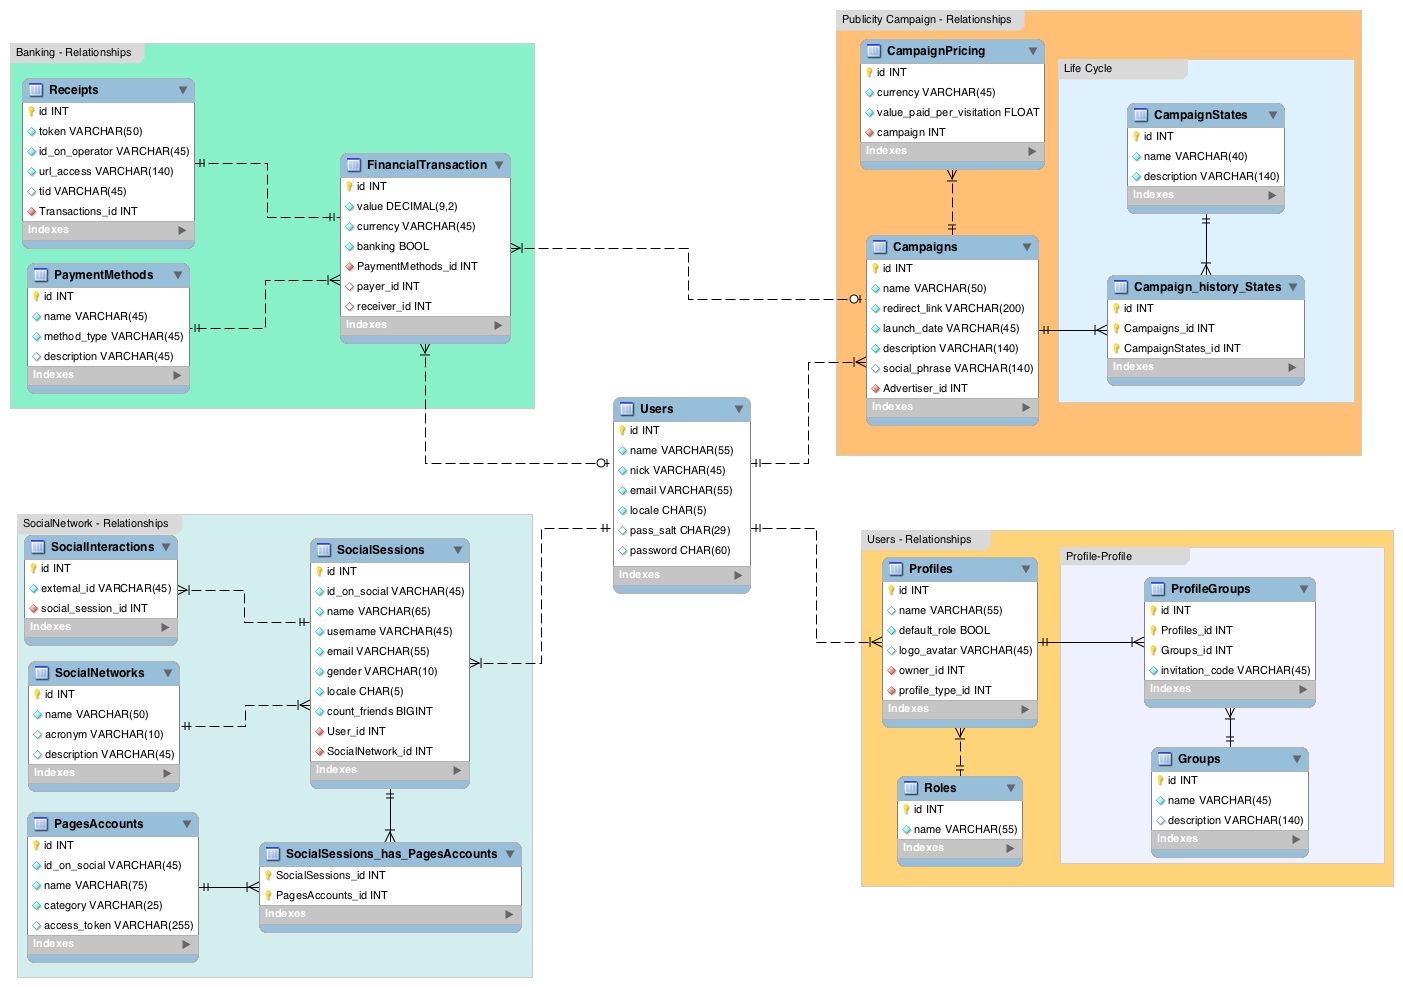 Banking - Relationships
Receipts
id INT
token VARCHAR(50)
id_on_operator VARCHAR(45)
url_access VARCHAR(140)
tid VARCHAR(45)
Transactions_id INT
Indexes
PaymentMethods
id INT
name VARCHAR(45)
method_type VARCHAR(45)
description VARCHAR(45)
Indexes
FinancialTransaction
id INT
value DECIMAL(9,2)
currency VARCHAR(45)
banking BOOL
PaymentMethods_id INT
payer_id INT
receiver_id INT
Indexes
Publicity Campaign - Relationships
CampaignPricing
id INT
currency VARCHAR(45)
value_paid_per_visitation FLOAT
campaign INT
Indexes
Campaigns
id INT
name VARCHAR(50)
redirect_link VARCHAR(200)
launch_date VARCHAR(45)
description VARCHAR(140)
social_phrase VARCHAR(140)
Advertiser_id INT
Indexes
Life Cycle
CampaignStates
id INT
name VARCHAR(40)
description VARCHAR(140)
Indexes
Campaign_history_States
id INT
Campaigns_id INT
CampaignStates_id INT
Indexes
Users
id INT
name VARCHAR(55)
nick VARCHAR(45)
email VARCHAR(55)
locale CHAR(5)
pass_salt CHAR(29)
password CHAR(60)
Indexes
SocialNetwork - Relationships
SocialInteractions
id INT
external_id VARCHAR(45)
social_session_id INT
Indexes
SocialNetworks
id INT
name VARCHAR(50)
acronym VARCHAR(10)
description VARCHAR(45)
Indexes
PagesAccounts
id INT
id_on_social VARCHAR(45)
name VARCHAR(75)
category VARCHAR(25)
access_token VARCHAR(255)
Indexes
SocialSessions
id INT
id_on_social VARCHAR(45)
name VARCHAR(65)
username VARCHAR(45)
email VARCHAR(55)
gender VARCHAR(10)
locale CHAR(5)
count_friends BIGINT
User_id INT
SocialNetwork_id INT
Indexes
SocialSessions_has_PagesAccounts
SocialSessions_id INT
PagesAccounts_id INT
Indexes
Users - Relationships
Profiles
id INT
name VARCHAR(55)
default_role BOOL
logo_avatar VARCHAR(45)
owner_id INT
profile_type_id INT
Indexes
Roles
id INT
name VARCHAR(55)
Indexes
Profile-Profile
ProfileGroups
id INT
Profiles_id INT
Groups_id INT
invitation_code VARCHAR(45)
Indexes
Groups
id INT
name VARCHAR(45)
description VARCHAR(140)
Indexes